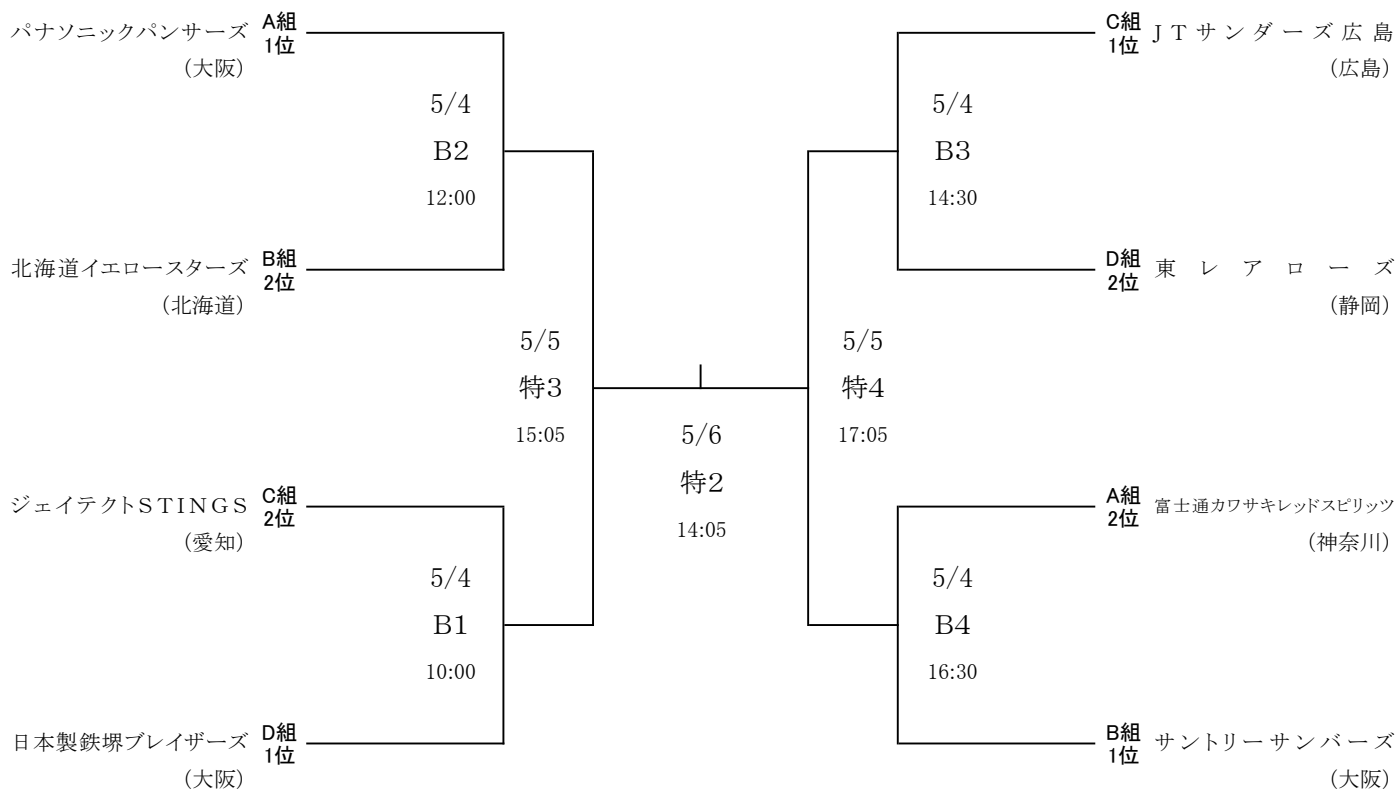 パナソニックパンサーズ A組 1位
(大阪)
5/4
B2
12:00
北海道イエロースターズ B組 2位
(北海道)
5/5
特3
15:05
ジェイテクトSTINGS C組 2位
(愛知)
5/4
B1
10:00
日本製鉄堺ブレイザーズ D組 1位
(大阪)
5/6
特2
14:05
C組 1位 JTサンダーズ広島
(広島)
5/4
B3
14:30
D組 2位 東レアローズ
(静岡)
5/5
特4
17:05
A組 2位 富士通カワサキレッドスピリッツ
(神奈川)
5/4
B4
16:30
B組 1位 サントリーサンバーズ
(大阪)